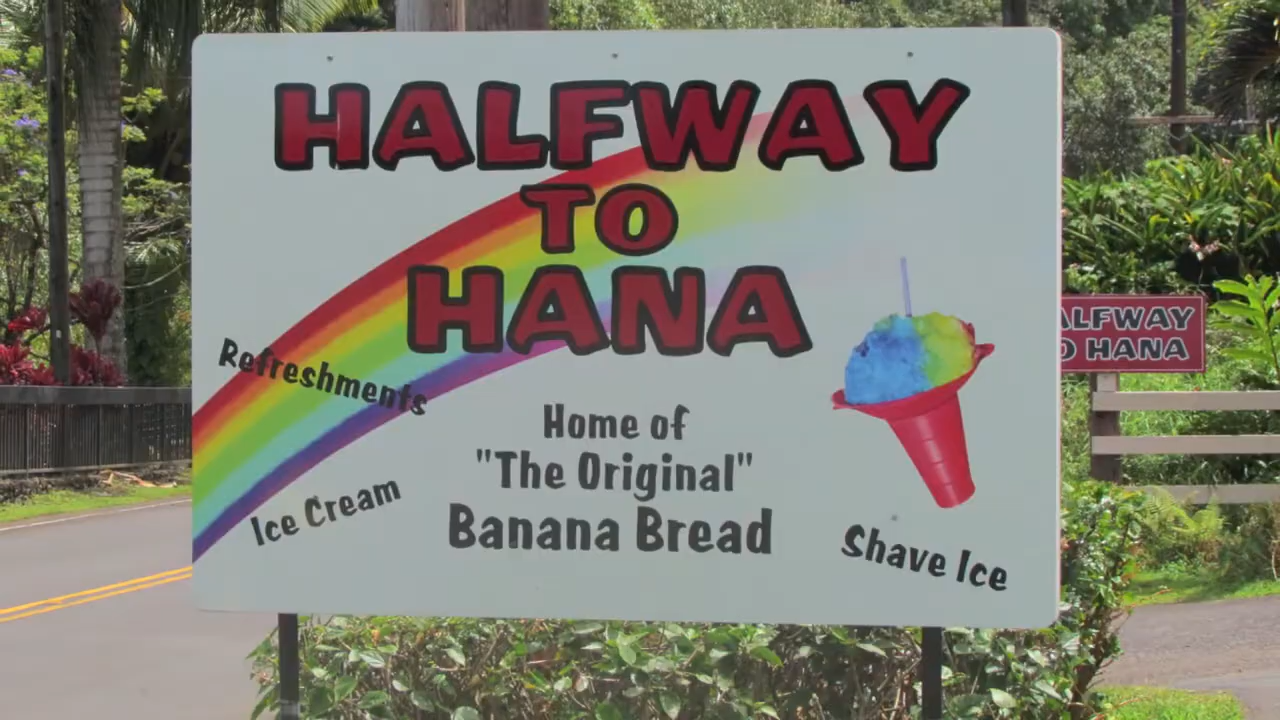 HALFWAY
TO
HANA
Refreshments
Home of
"The Original"
Banana Bread
Ice Cream
Shave Ice
ALFWAY
O HANA